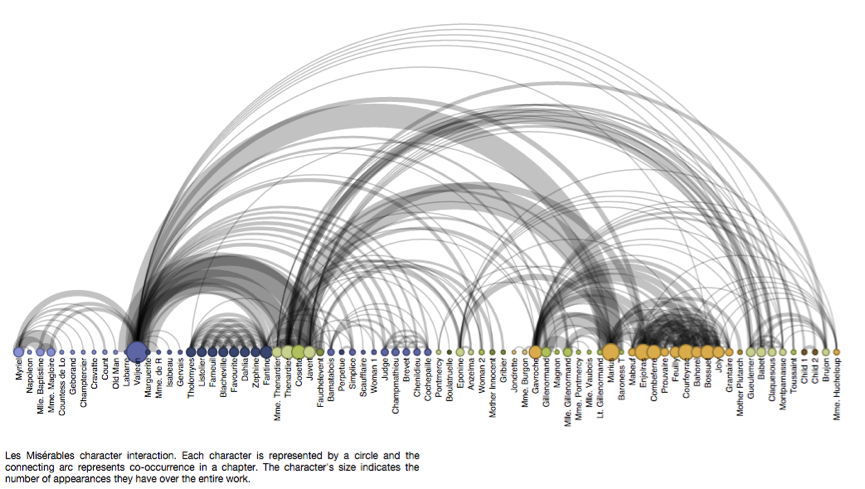 Myriel
Napoleon
Mlle. Baptistine
Mme. Magloire
Countess de Lo
Geborand
Champtercier
Cravatte
Count
Old Man
Labarre
Valjean
Marguerite
Mme. de R
Isabeau
Gervais
Tholomyes
Listolier
Fameuil
Blacheville
Favourite
Dahlia
Zephine
Fantine
Mme. Thenardier
Thenardier
Cosette
Javert
Fauchelevent
Bamatabois
Perpetue
Simplice
Scaufflaire
Woman 1
Judge
Champmathieu
Brevet
Chenildieu
Cochepaille
Pontmercy
Boulatruelle
Eponine
Anzelma
Woman 2
Mother Innocent
Gribier
Jondrette
Mme. Burgon
Gavroche
Gillenormand
Magnon
Mlle. Gillenormand
Mme. Pontmercy
Mlle. Vaubois
Lt. Gillenormand
Marius
Baroness T
Mabeuf
Enjolras
Combeferre
Prouvaire
Feuilly
Courfeyrac
Bahorel
Bossuet
Joly
Grantaire
Mother Plutarch
Gueulemer
Babet
Claquesous
Montparnasse
Toussaint
Child 1
Child 2
Brujon
Mme. Hucheloup
Les Misérables character interaction. Each character is represented by a circle and the
connecting arc represents co-occurrence in a chapter. The character's size indicates the
number of appearances they have over the entire work.